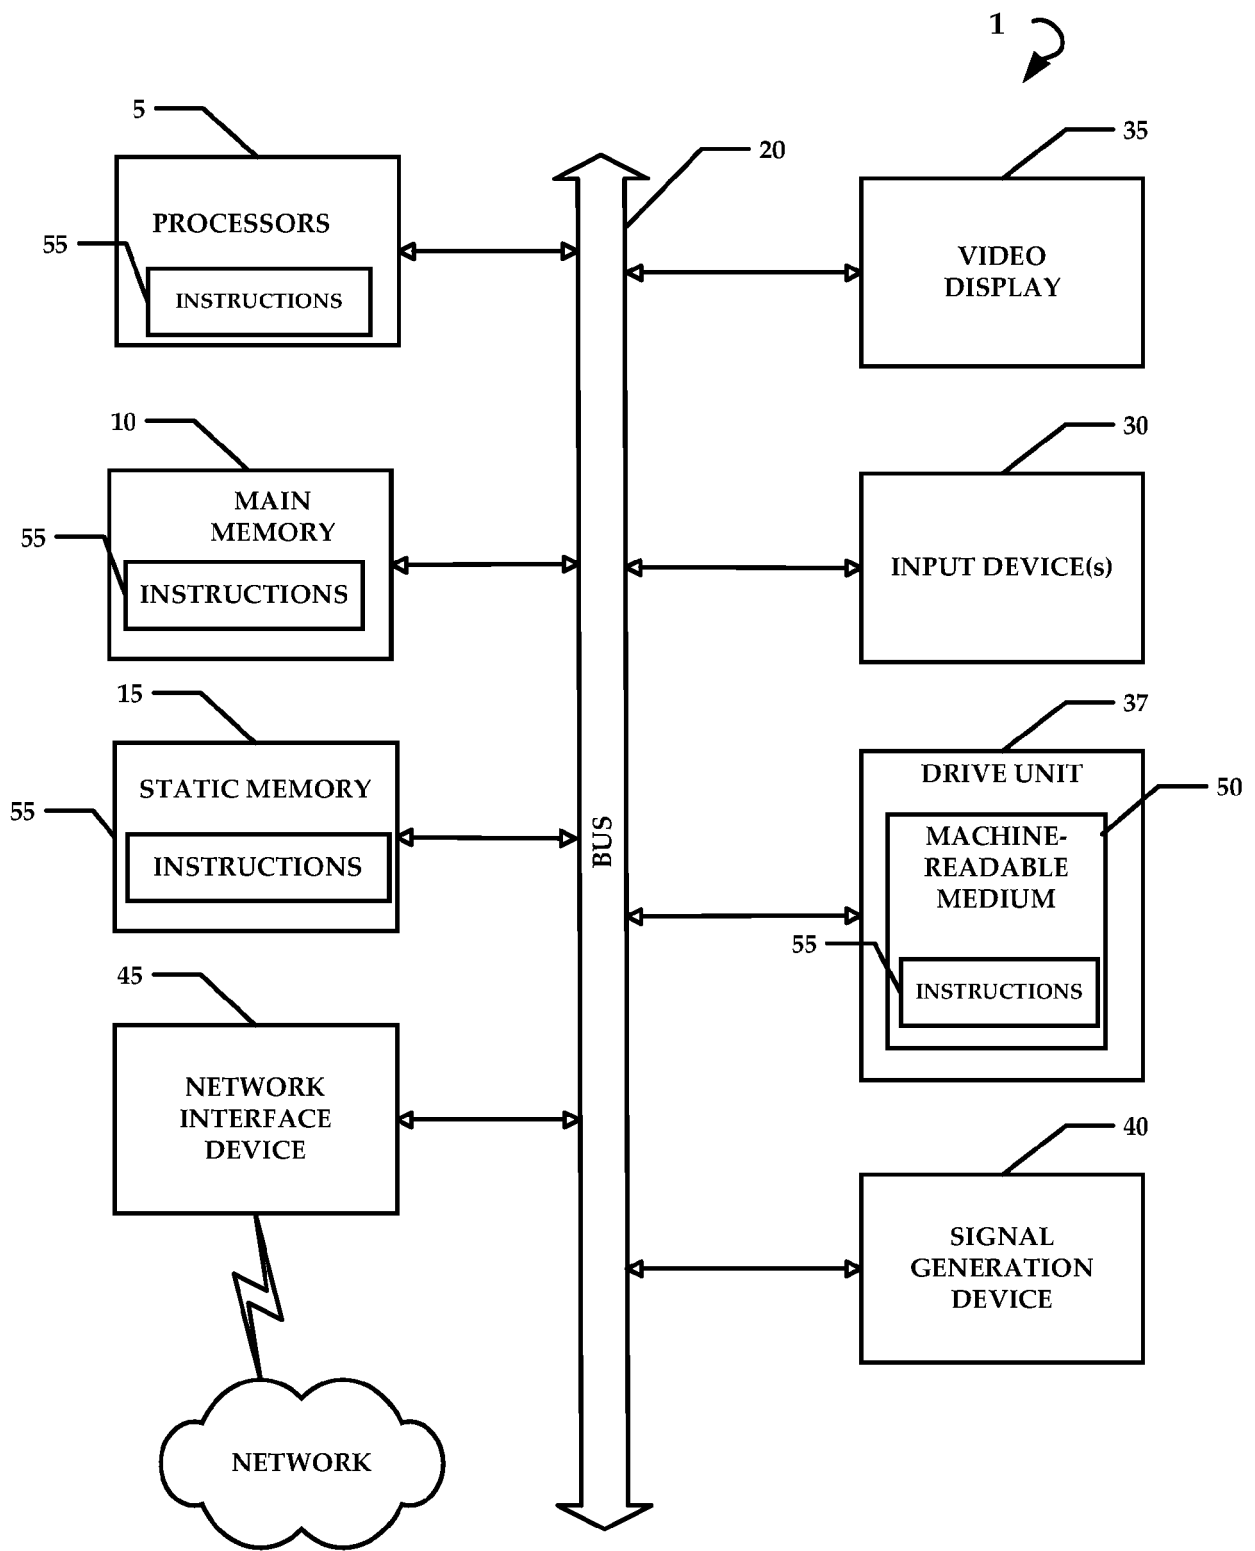 1
5
PROCESSORS
55
INSTRUCTIONS
10
MAIN
MEMORY
55
INSTRUCTIONS
15
STATIC MEMORY
55
INSTRUCTIONS
45
NETWORK
INTERFACE
DEVICE
NETWORK
20
BUS
35
VIDEO
DISPLAY
30
INPUT DEVICE(s)
37
DRIVE UNIT
50
MACHINE-
READABLE
MEDIUM
55
INSTRUCTIONS
40
SIGNAL
GENERATION
DEVICE